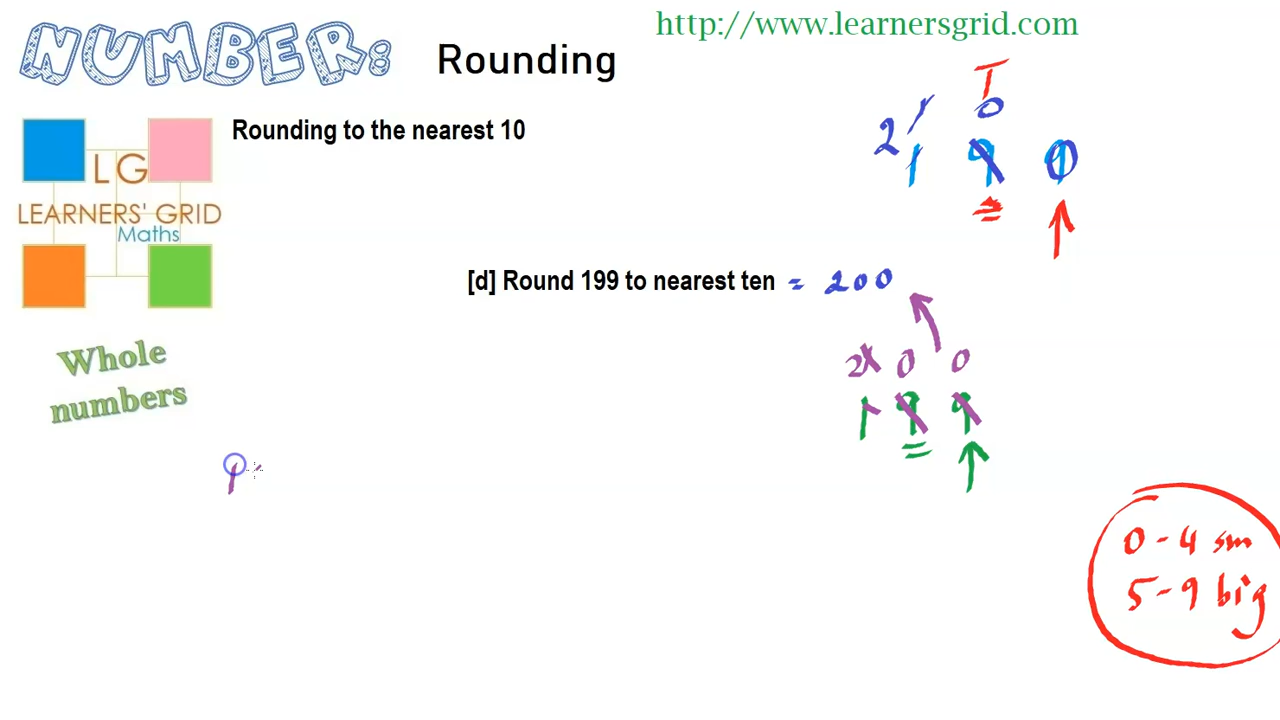 http://www.learnersgrid.com
NUMBER:
Rounding
Rounding to the nearest 10
LG
LEARNERS' GRID
Maths
T
0
2 1
1 9 9
[d] Round 199 to nearest ten = 200
2 0 0
1 9 9
Whole
numbers
0 - 4 sm
5 - 9 big